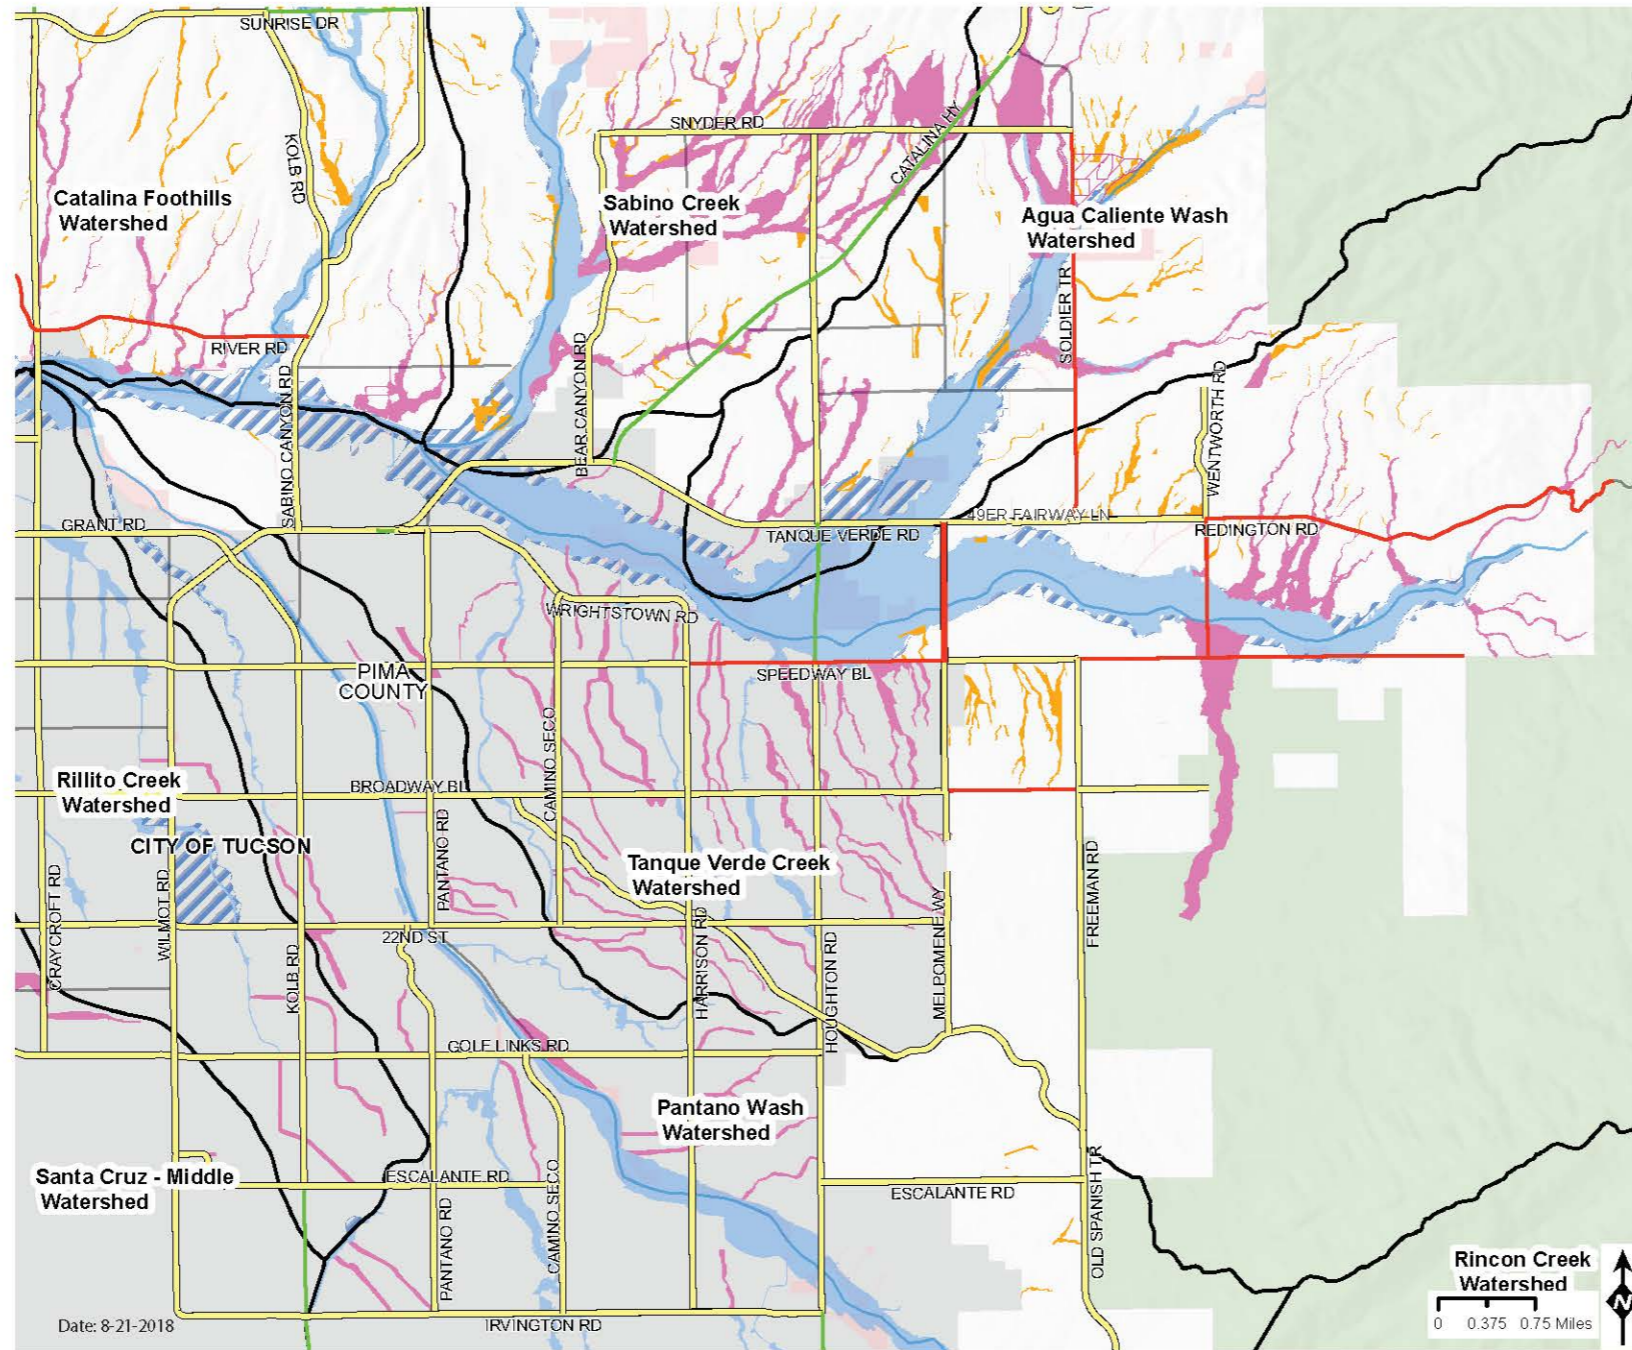 SUNRISE DR
KOLB RD
SNYDER RD
CATALINA HY
Catalina Foothills
Watershed
Sabino Creek
Watershed
Agua Caliente Wash
Watershed
SOLDIER TR
RIVER RD
SABINO CANYON RD
BEAR CANYON RD
WENTWORTH RD
GRANT RD
TANQUE VERDE RD
49ER FAIRWAY LN
REDINGTON RD
WRIGHTSTOWN RD
PIMA
COUNTY
SPEEDWAY BL
CAMINO SECO
Rillito Creek
Watershed
BROADWAY BL
CITY OF TUCSON
PANTANO RD
Tanque Verde Creek
Watershed
CRAYCROFT RD
WILMOT RD
KOLB RD
22ND ST
HARRISON RD
HOUGHTON RD
MELPOMENE WY
FREEMAN RD
GOLF LINKS RD
Pantano Wash
Watershed
Santa Cruz - Middle
Watershed
ESCALANTE RD
ESCALANTE RD
PANTANO RD
CAMINO SECO
OLD SPANISH TR
Rincon Creek
Watershed
N
0 0.375 0.75 Miles
Date: 8-21-2018
IRVINGTON RD